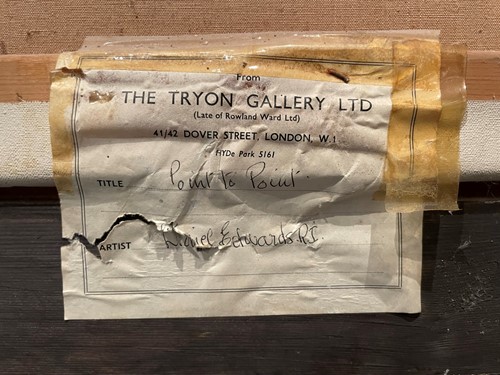 From
THE TRYON GALLERY LTD
(Late of Rowland Ward Ltd)
41/42 DOVER STREET, LONDON, W.1
HYDe Park 5161
TITLE Point to Point.
ARTIST Lionel Edwards. R.I.